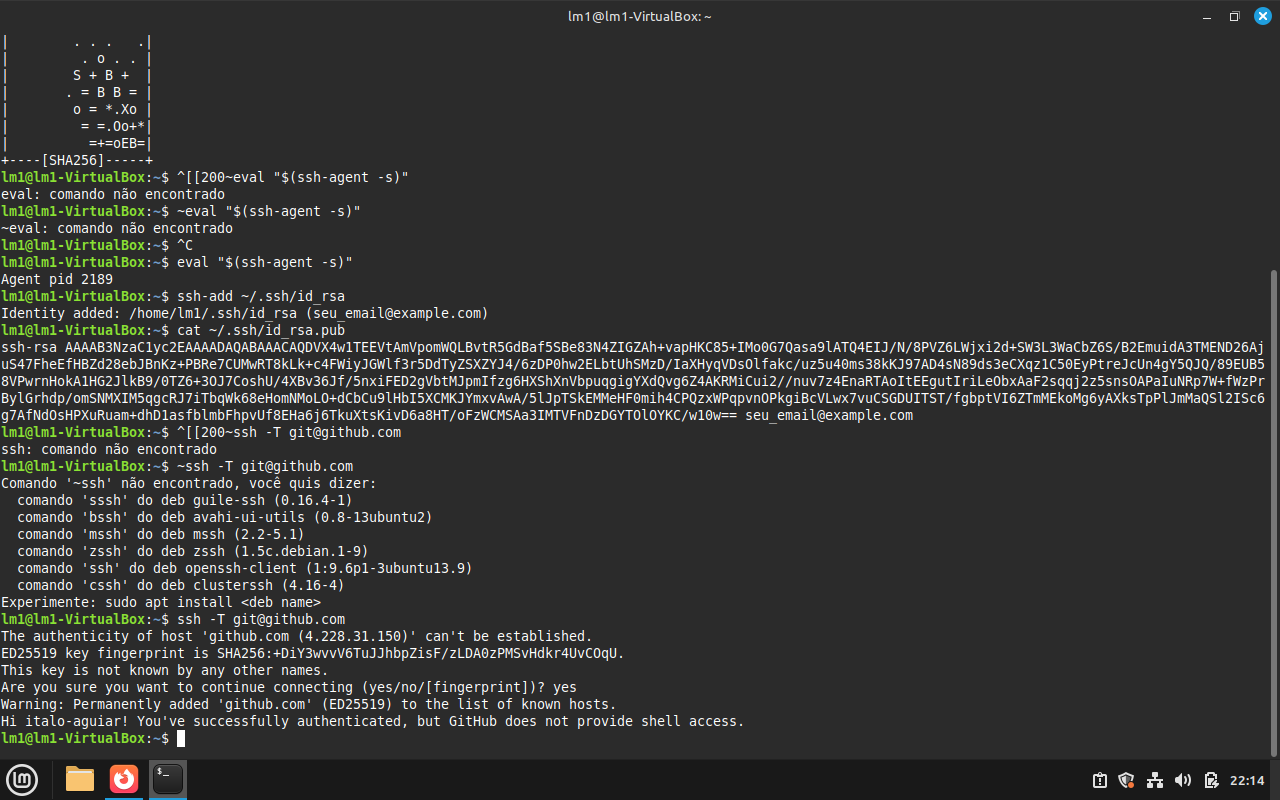 lm1@lm1-VirtualBox: ~
|        . . .   .|
|         . o . . |
|        S + B +  |
|       . = B B = |
|        o = *.Xo |
|         = =.Oo+*|
|          =+=oEB=|
+----[SHA256]-----+
lm1@lm1-VirtualBox:~$ ^[[200~eval "$(ssh-agent -s)"
eval: comando não encontrado
lm1@lm1-VirtualBox:~$ ~eval "$(ssh-agent -s)"
~eval: comando não encontrado
lm1@lm1-VirtualBox:~$ ^C
lm1@lm1-VirtualBox:~$ eval "$(ssh-agent -s)"
Agent pid 2189
lm1@lm1-VirtualBox:~$ ssh-add ~/.ssh/id_rsa
Identity added: /home/lm1/.ssh/id_rsa (seu_email@example.com)
lm1@lm1-VirtualBox:~$ cat ~/.ssh/id_rsa.pub
ssh-rsa AAAAB3NzaC1yc2EAAAADAQABAAACAQDVX4w1TEEVtAmVpomWQLBvtR5GdBaf5SBe83N4ZIGZAh+vapHKC85+IMo0G7Qasa9lATQ4EIJ/N/8PVZ6LWjxi2d+SW3L3WaCbZ6S/B2EmuidA3TMEND26Aj
uS47FheEfHBZd28ebJBnKz+PBRe7CUMwRT8kLk+c4FWiyJGWlf3r5DdTyZSXZYJ4/6zDP0hw2ELbtUhSMzD/IaXHyqVDsOlfakc/uz5u40ms38kKJ97AD4sN89ds3eCXqz1C50EyPtreJcUn4gY5QJQ/89EUB5
8VPwrnHokA1HG2JlkB9/0TZ6+3OJ7CoshU/4XBv36Jf/5nxiFED2gVbtMJpmIfzg6HXShXnVbpuqgigYXdQvg6Z4AKRMiCui2//nuv7z4EnaRTAoItEEgutIriLeObxAaF2sqqj2z5snsOAPaIuNRp7W+fWzPr
BylGrhdp/omSNMXIM5qgcRJ7iTbqWk68eHomNMoLO+dCbCu9lHbI5XCMKJYmxvAwA/5lJpTSkEMMeHF0mih4CPQzxWPqpvnOPkgiBcVLwx7vuCSGDUITST/fgbptVI6ZTmMEkoMg6yAXksTpPlJmMaQSl2ISc6
g7AfNdOsHPXuRuam+dhD1asfblmbFhpvUf8EHa6j6TkuXtsKivD6a8HT/oFzWCMSAa3IMTVFnDzDGYTOlOYKC/w10w== seu_email@example.com
lm1@lm1-VirtualBox:~$ ^[[200~ssh -T git@github.com
ssh: comando não encontrado
lm1@lm1-VirtualBox:~$ ~ssh -T git@github.com
Comando '~ssh' não encontrado, você quis dizer:
  comando 'sssh' do deb guile-ssh (0.16.4-1)
  comando 'bssh' do deb avahi-ui-utils (0.8-13ubuntu2)
  comando 'mssh' do deb mssh (2.2-5.1)
  comando 'zssh' do deb zssh (1.5c.debian.1-9)
  comando 'ssh' do deb openssh-client (1:9.6p1-3ubuntu13.9)
  comando 'cssh' do deb clusterssh (4.16-4)
Experimente: sudo apt install <deb name>
lm1@lm1-VirtualBox:~$ ssh -T git@github.com
The authenticity of host 'github.com (4.228.31.150)' can't be established.
ED25519 key fingerprint is SHA256:+DiY3wvvV6TuJJhbpZisF/zLDA0zPMSvHdkr4UvCOqU.
This key is not known by any other names.
Are you sure you want to continue connecting (yes/no/[fingerprint])? yes
Warning: Permanently added 'github.com' (ED25519) to the list of known hosts.
Hi italo-aguiar! You've successfully authenticated, but GitHub does not provide shell access.
lm1@lm1-VirtualBox:~$
22:14